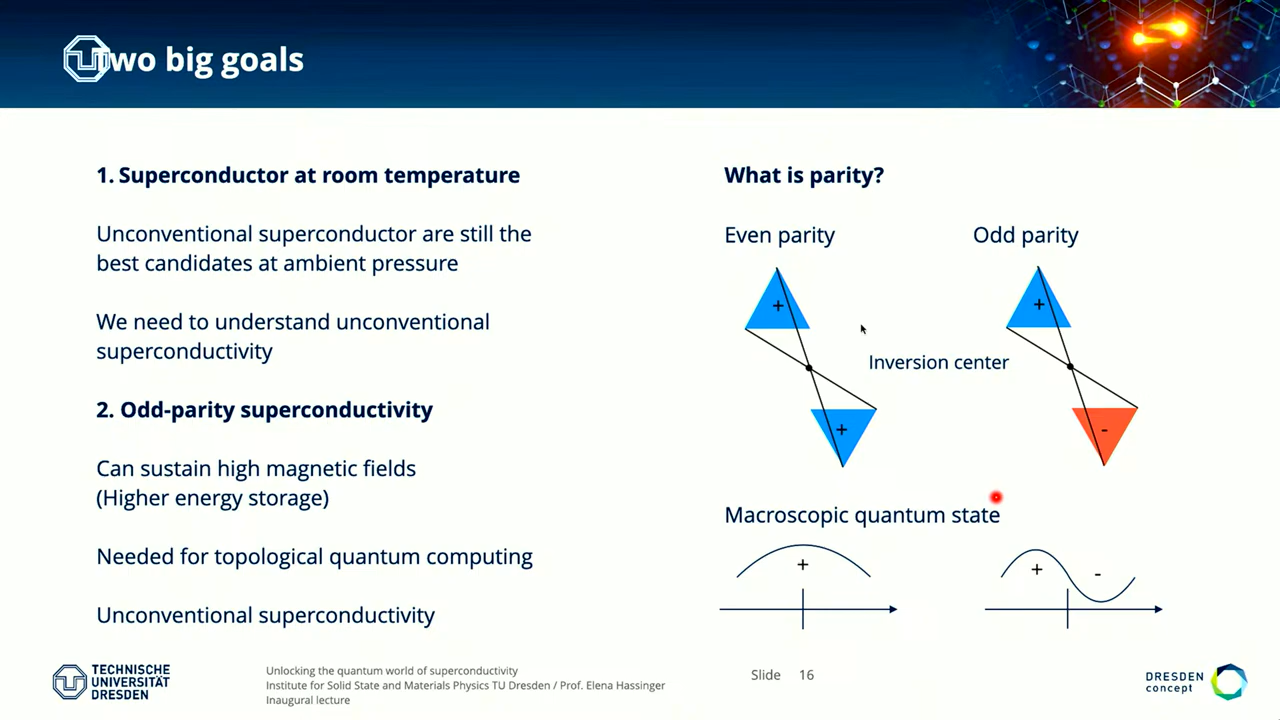 Two big goals
1. Superconductor at room temperature
Unconventional superconductor are still the
best candidates at ambient pressure
We need to understand unconventional
superconductivity
2. Odd-parity superconductivity
Can sustain high magnetic fields
(Higher energy storage)
Needed for topological quantum computing
Unconventional superconductivity
What is parity?
Even parity
Odd parity
+
+
Inversion center
+
-
Macroscopic quantum state
+
+
-
TECHNISCHE
UNIVERSITÄT
DRESDEN
Unlocking the quantum world of superconductivity
Institute for Solid State and Materials Physics TU Dresden / Prof. Elena Hassinger
Inaugural lecture
Slide 16
DRESDEN
concept